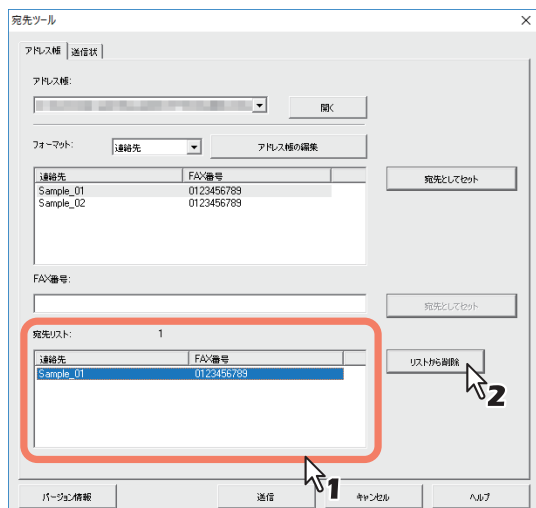 宛先ツール
アドレス帳 送信状
アドレス帳:
開く
フォーマット: 連絡先 アドレス帳の編集
連絡先 FAX番号
Sample_01 0123456789
Sample_02 0123456789
宛先としてセット
FAX番号:
宛先としてセット
宛先リスト: 1
連絡先 FAX番号
Sample_01 0123456789
リストから削除
2
1
バージョン情報 送信 キャンセル ヘルプ